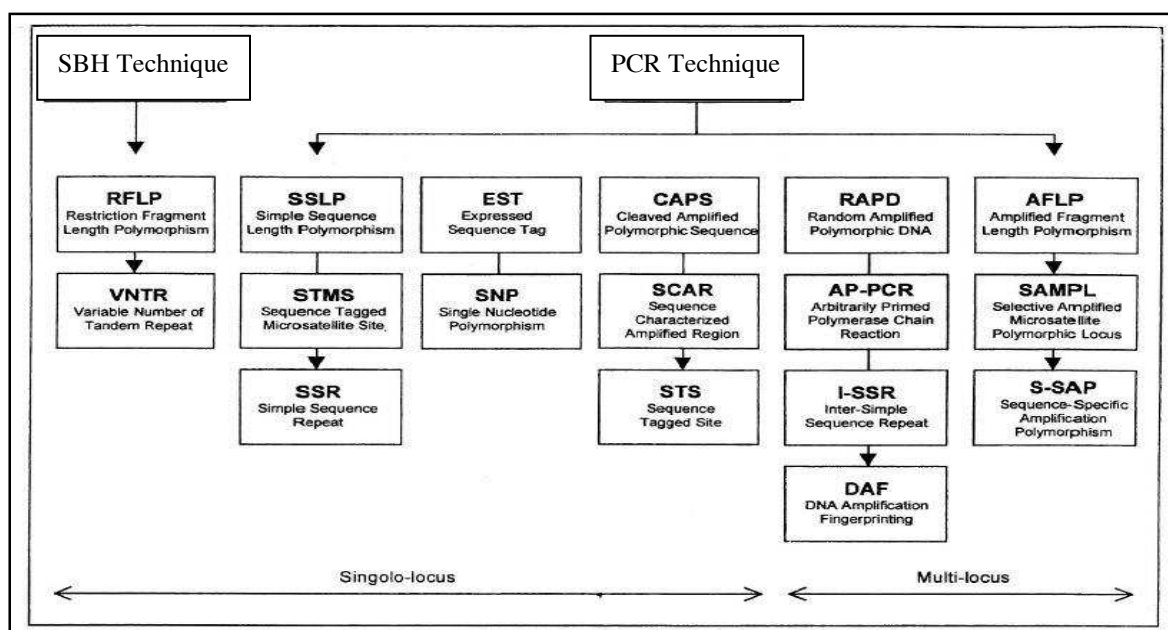 SBH Technique
PCR Technique
RFLP
Restriction Fragment
Length Polymorphism
VNTR
Variable Number of
Tandem Repeat
SSLP
Simple Sequence
Length Polymorphism
STMS
Sequence Tagged
Microsatellite Site,
SSR
Simple Sequence
Repeat
EST
Expressed
Sequence Tag
SNP
Single Nucleotide
Polymorphism
CAPS
Cleaved Amplified
Polymorphic Sequence
SCAR
Sequence
Characterized
Amplified Region
STS
Sequence
Tagged Site
RAPD
Random Amplified
Polymorphic DNA
AP-PCR
Arbitrarily Primed
Polymerase Chain
Reaction
I-SSR
Inter-Simple
Sequence Repeat
DAF
DNA Amplification
Fingerprinting
AFLP
Amplified Fragment
Length Polymorphism
SAMPL
Selective Amplified
Microsatellite
Polymorphic Locus
S-SAP
Sequence-Specific
Amplification
Polymorphism
Singolo-locus
Multi-locus